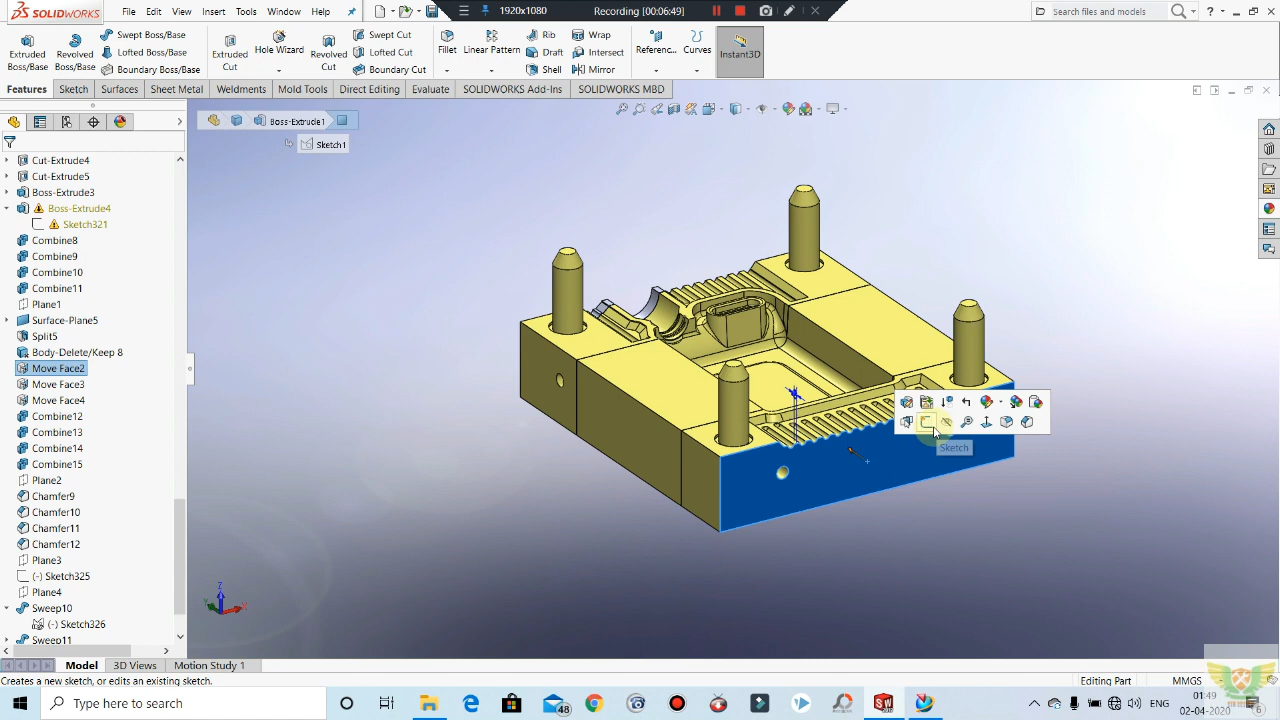 SOLIDWORKS File Edit View Insert Tools Window Help
1920x1080 Recording [00:06:49]
Search files and models
Extruded Boss/Base
Revolved Boss/Base
Swept Boss/Base
Lofted Boss/Base
Boundary Boss/Base
Extruded Cut
Hole Wizard
Revolved Cut
Swept Cut
Lofted Cut
Boundary Cut
Fillet
Linear Pattern
Rib
Draft
Shell
Wrap
Intersect
Mirror
Referenc...
Curves
Instant3D
Features Sketch Surfaces Sheet Metal Weldments Mold Tools Direct Editing Evaluate SOLIDWORKS Add-Ins SOLIDWORKS MBD
Boss-Extrude1
Sketch1
Cut-Extrude4
Cut-Extrude5
Boss-Extrude3
Boss-Extrude4
Sketch321
Combine8
Combine9
Combine10
Combine11
Plane1
Surface-Plane5
Split5
Body-Delete/Keep 8
Move Face2
Move Face3
Move Face4
Combine12
Combine13
Combine14
Combine15
Plane2
Chamfer9
Chamfer10
Chamfer11
Chamfer12
Plane3
(-) Sketch325
Plane4
Sweep10
(-) Sketch326
Sweep11
Sketch
Z
X
Y
Model 3D Views Motion Study 1
Creates a new sketch, or edits an existing sketch.
Editing Part MMGS
Type here to search
48
SW
ENG
01:49
02-04-2020
6